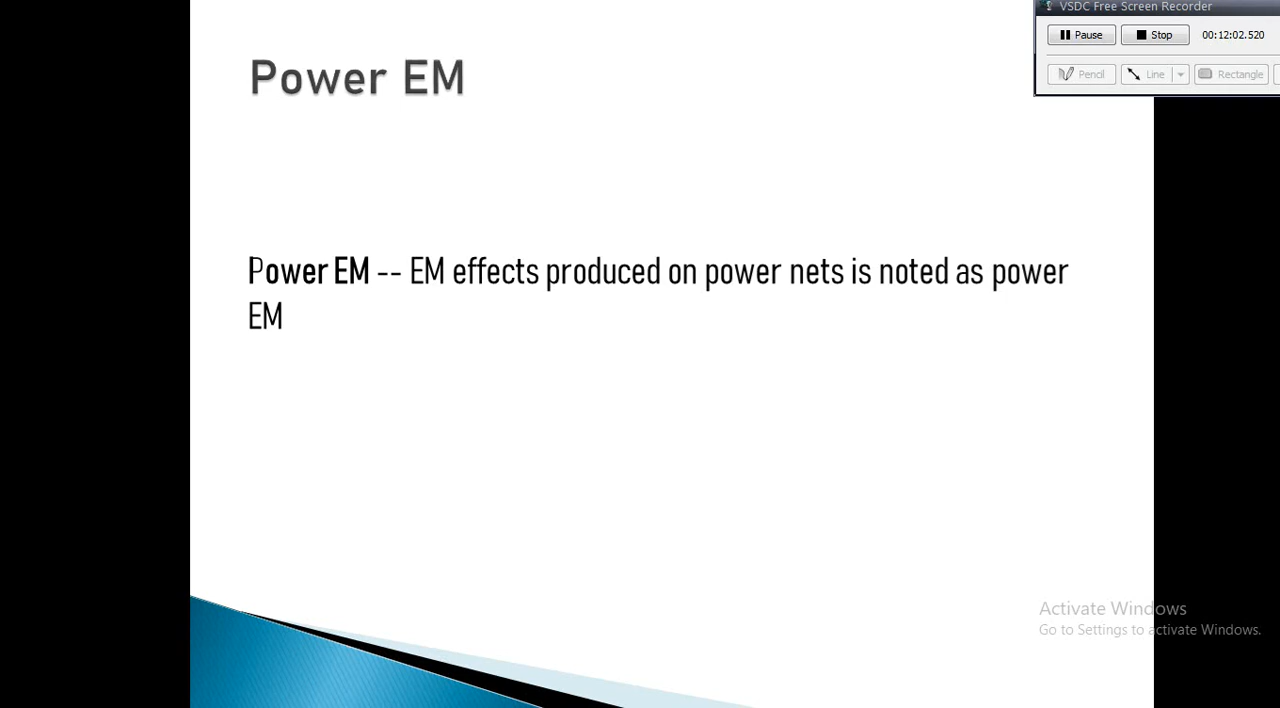 VSDC Free Screen Recorder
Pause Stop 00:12:02.520
Pencil Line Rectangle
Power EM
Power EM -- EM effects produced on power nets is noted as power
EM
Activate Windows
Go to Settings to activate Windows.